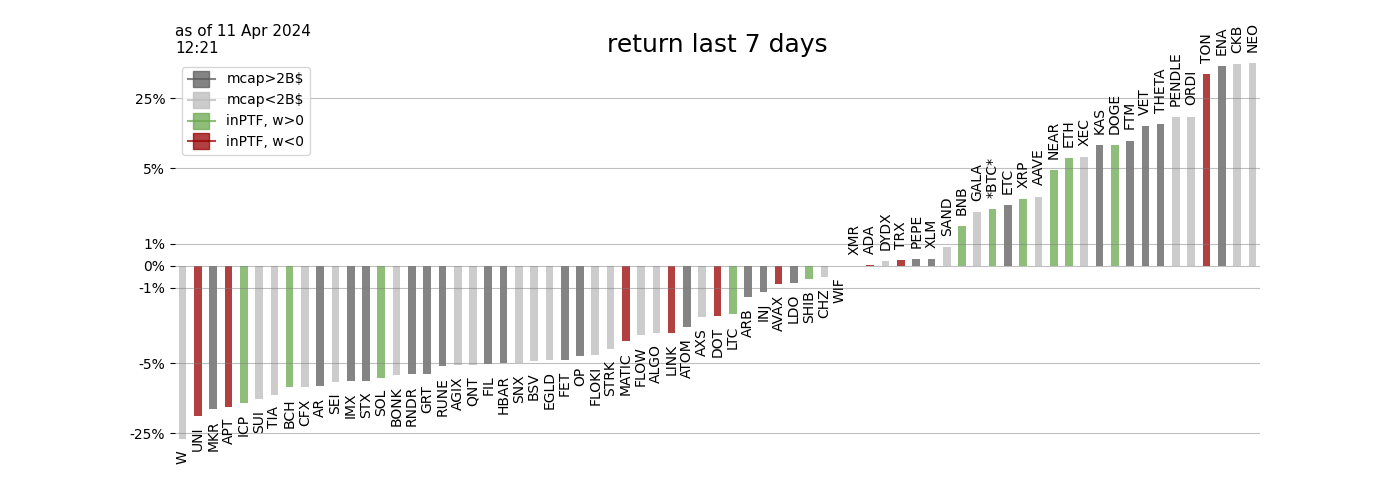 as of 11 Apr 2024
12:21
return last 7 days
mcap>2B$
mcap<2B$
inPTF, w>0
inPTF, w<0
25%
5%
1%
0%
-1%
-5%
-25%
W
UNI
MKR
APT
ICP
SUI
TIA
BCH
CFX
AR
SEI
IMX
STX
SOL
BONK
RNDR
GRT
RUNE
AGIX
QNT
FIL
HBAR
SNX
BSV
EGLD
FET
OP
FLOKI
STRK
MATIC
FLOW
ALGO
LINK
ATOM
AXS
DOT
LTC
ARB
INJ
AVAX
LDO
SHIB
CHZ
WIF
XMR
ADA
DYDX
TRX
PEPE
XLM
SAND
BNB
GALA
*BTC*
ETC
XRP
AAVE
NEAR
ETH
XEC
KAS
DOGE
FTM
VET
THETA
PENDLE
ORDI
TON
ENA
CKB
NEO